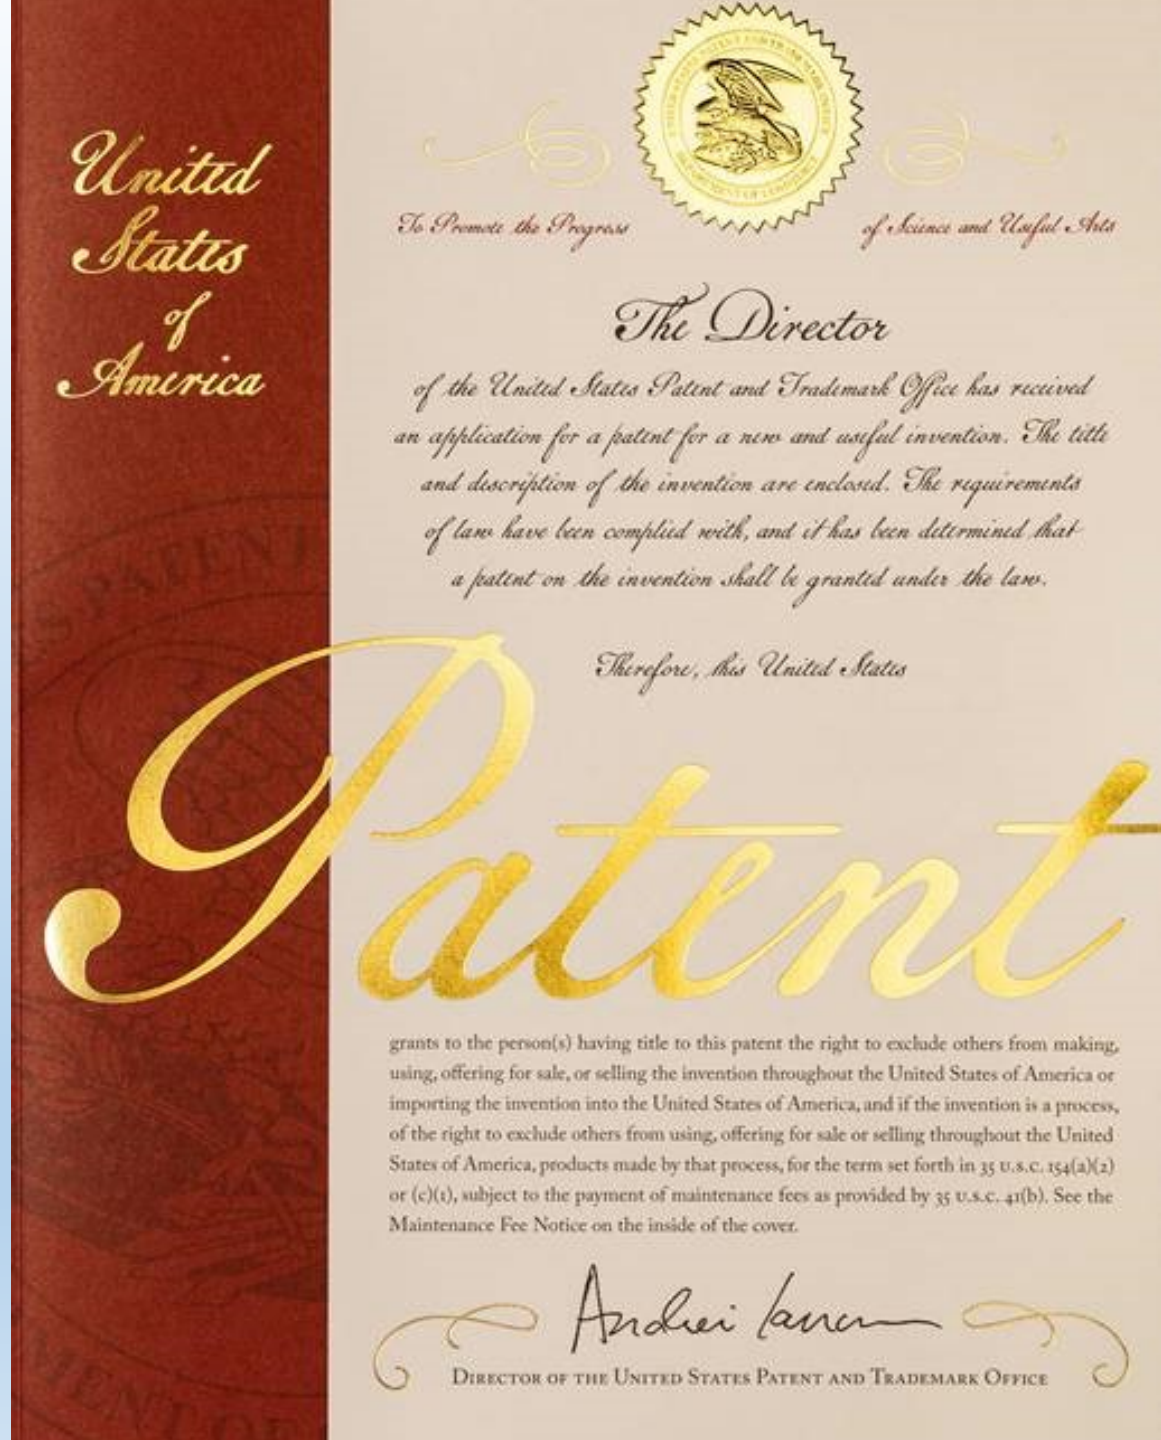 United
States
of
America
To Promote the Progress
of Science and Useful Arts
The Director
of the United States Patent and Trademark Office has received
an application for a patent for a new and useful invention. The title
and description of the invention are enclosed. The requirements
of law have been complied with, and it has been determined that
a patent on the invention shall be granted under the law.
Therefore, this United States
Patent
grants to the person(s) having title to this patent the right to exclude others from making,
using, offering for sale, or selling the invention throughout the United States of America or
importing the invention into the United States of America, and if the invention is a process,
of the right to exclude others from using, offering for sale or selling throughout the United
States of America, products made by that process, for the term set forth in 35 U.S.C. 154(a)(2)
or (c)(1), subject to the payment of maintenance fees as provided by 35 U.S.C. 41(b). See the
Maintenance Fee Notice on the inside of the cover.
Andrei Iancu
DIRECTOR OF THE UNITED STATES PATENT AND TRADEMARK OFFICE